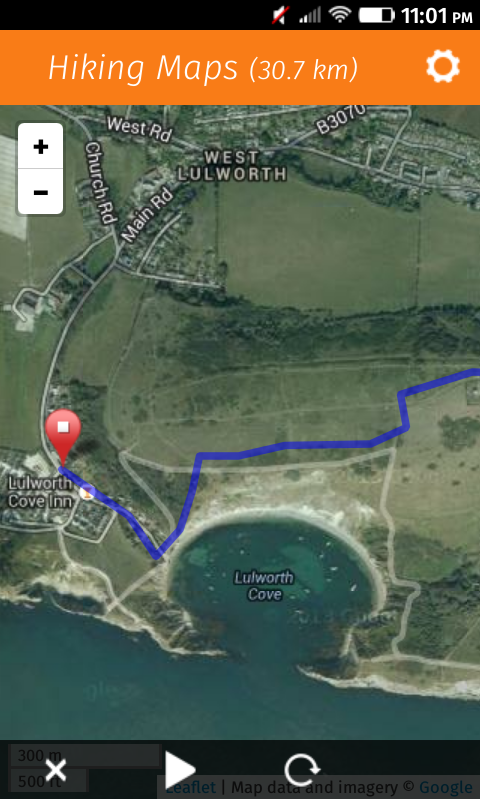 11:01 PM
Hiking Maps (30.7 km)
West Rd
B3070
+
WEST
LULWORTH
Church Rd
Main Rd
−
Lulworth
Cove Inn
Lulworth
Cove
300 m
500 ft
Leaflet | Map data and imagery © Google